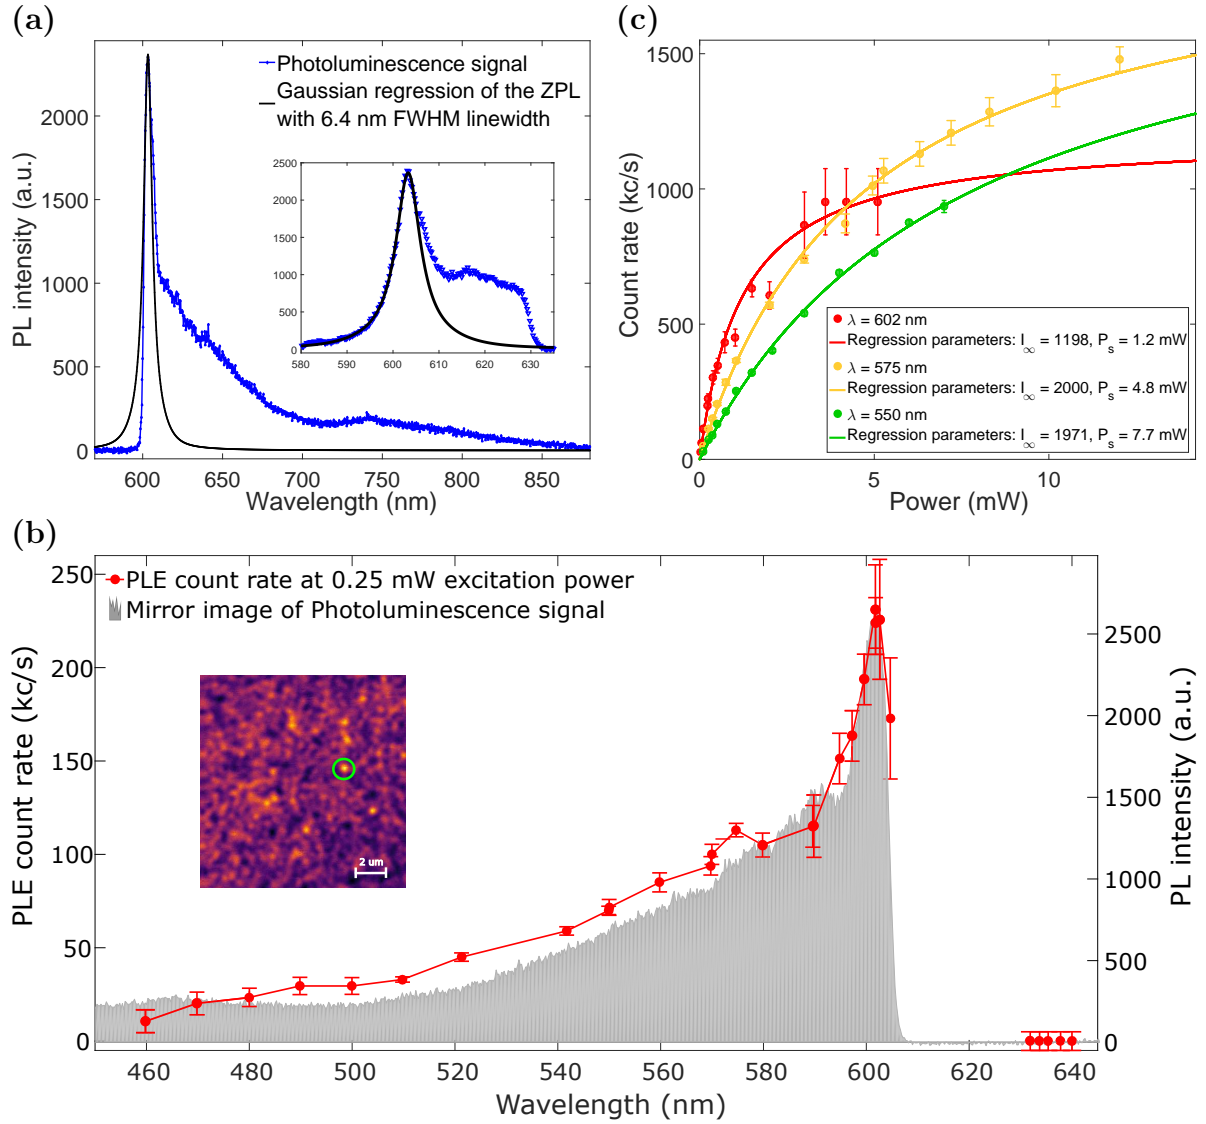 (a)
Photoluminescence signal
Gaussian regression of the ZPL
with 6.4 nm FWHM linewidth
PL intensity (a.u.)
2000
1500
1000
500
0
2500
2000
1500
1000
500
0
580 590 600 610 620 630
600 650 700 750 800 850
Wavelength (nm)
(c)
Count rate (kc/s)
1500
1000
500
0
λ = 602 nm
Regression parameters: I∞ = 1198, Ps = 1.2 mW
λ = 575 nm
Regression parameters: I∞ = 2000, Ps = 4.8 mW
λ = 550 nm
Regression parameters: I∞ = 1971, Ps = 7.7 mW
0 5 10
Power (mW)
(b)
PLE count rate at 0.25 mW excitation power
Mirror image of Photoluminescence signal
PLE count rate (kc/s)
250
200
150
100
50
0
2 um
2500
2000
1500
1000
500
0
PL intensity (a.u.)
460 480 500 520 540 560 580 600 620 640
Wavelength (nm)